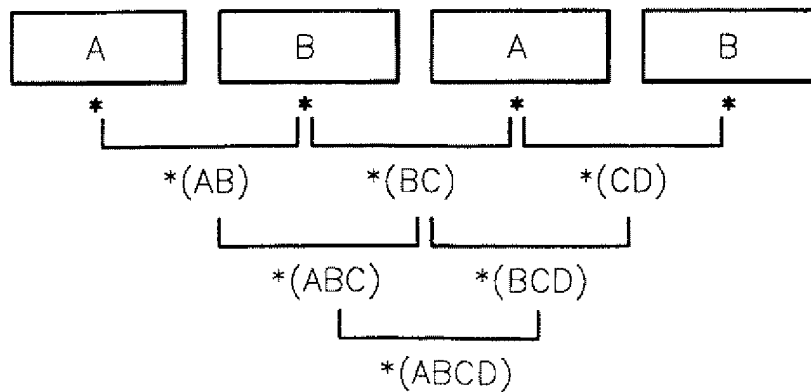 A B A B
* * * *
*(AB) *(BC) *(CD)
*(ABC) *(BCD)
*(ABCD)